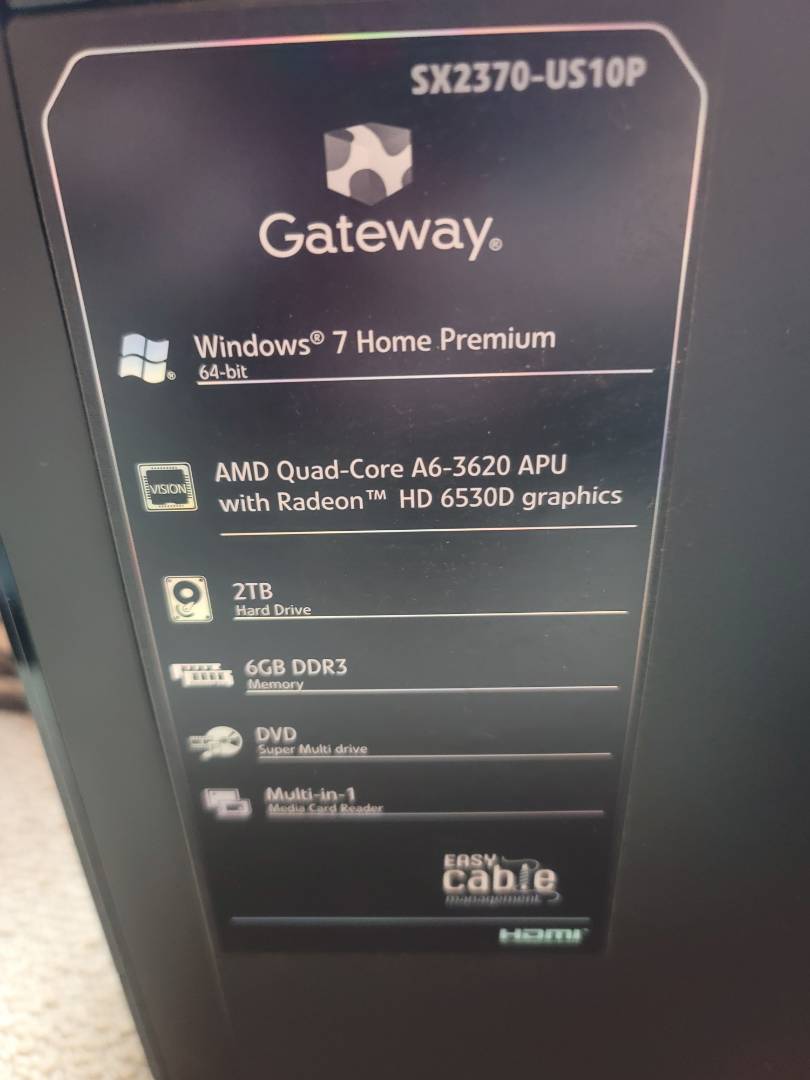 SX2370-US10P
Gateway®
Windows® 7 Home Premium
64-bit
VISION
AMD Quad-Core A6-3620 APU
with Radeon™ HD 6530D graphics
2TB
Hard Drive
6GB DDR3
Memory
DVD
Super Multi drive
Multi-in-1
Media Card Reader
EASY
cable
management
HDMI